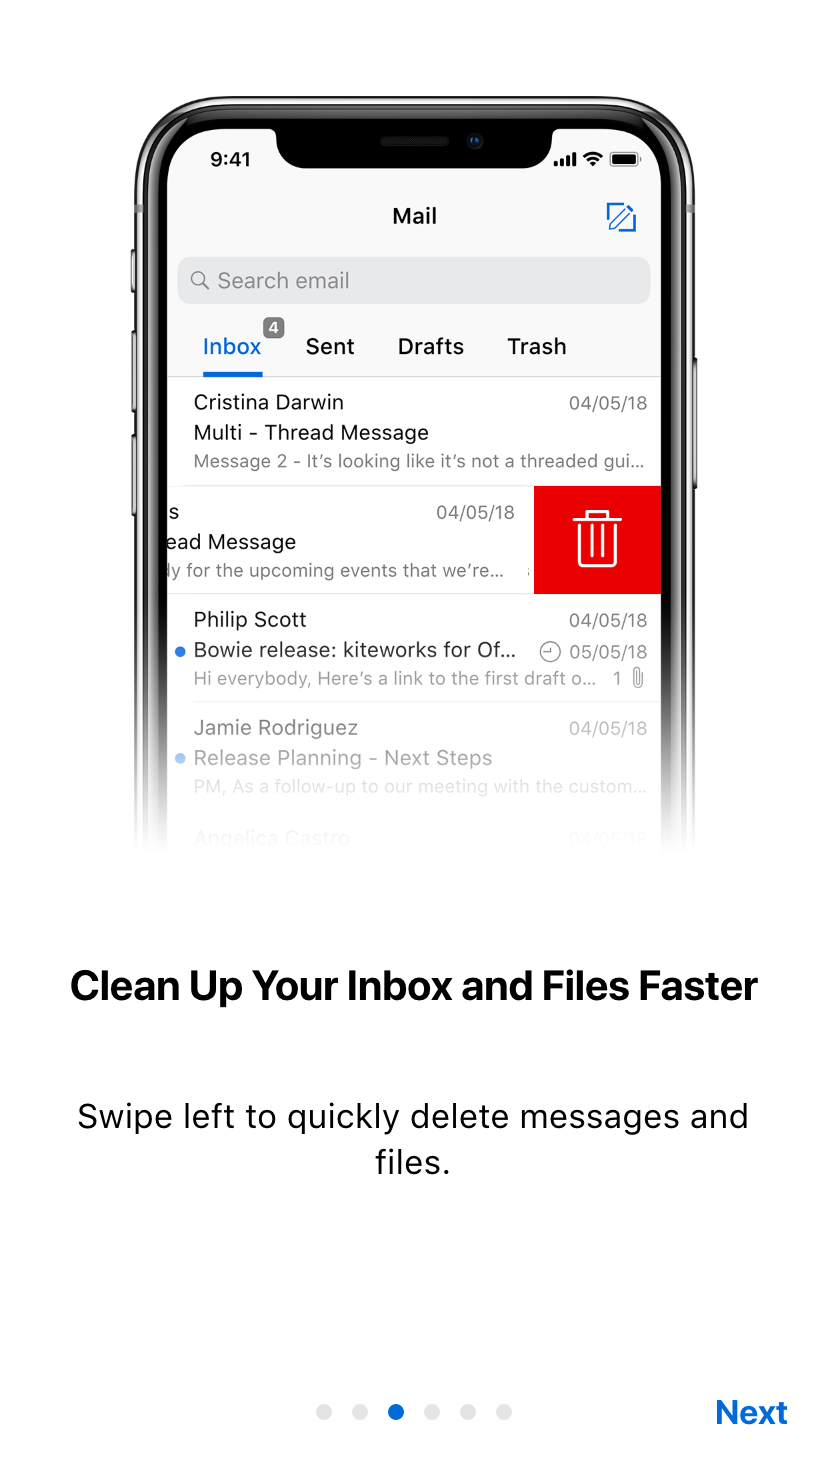 9:41
Mail
Search email
Inbox 4 Sent Drafts Trash
Cristina Darwin 04/05/18
Multi - Thread Message
Message 2 - It’s looking like it’s not a threaded gui...
s 04/05/18
ead Message
y for the upcoming events that we’re...
Philip Scott 04/05/18
Bowie release: kiteworks for Of... 05/05/18
Hi everybody, Here’s a link to the first draft o... 1
Jamie Rodriguez 04/05/18
Release Planning - Next Steps
PM, As a follow-up to our meeting with the custom...
Angelica Castro 04/05/18
Clean Up Your Inbox and Files Faster
Swipe left to quickly delete messages and
files.
Next